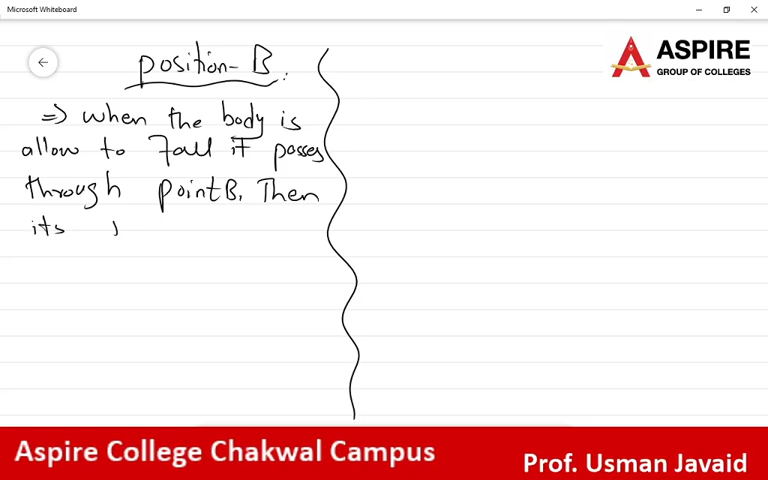 Microsoft Whiteboard
ASPIRE
GROUP OF COLLEGES
position-B.
=> when the body is
allow to fall it passes
through point B. Then
its
Aspire College Chakwal Campus
Prof. Usman Javaid